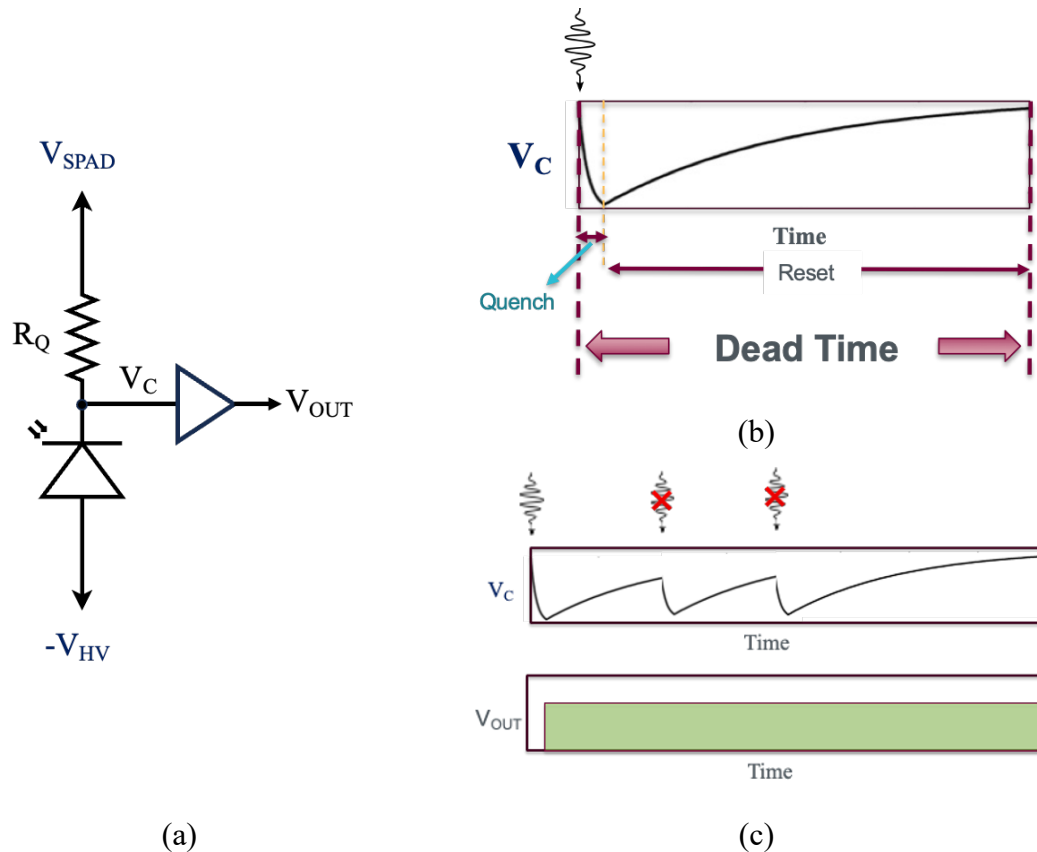 V_SPAD
R_Q
V_C
V_OUT
-V_HV
(a)
V_C
Time
Quench
Reset
Dead Time
(b)
V_C
Time
V_OUT
Time
(c)